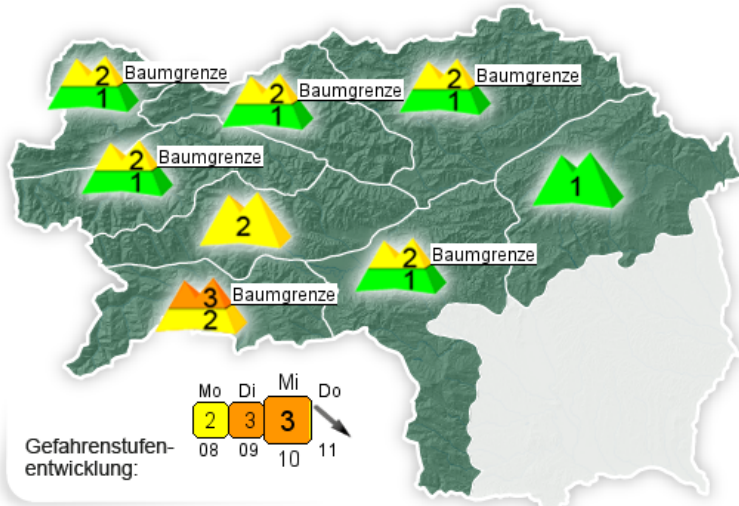 2 Baumgrenze
1
2 Baumgrenze
1
2 Baumgrenze
1
2 Baumgrenze
1
1
2
2 Baumgrenze
1
3 Baumgrenze
2
Mo Di Mi Do
2 3 3
08 09 10 11
Gefahrenstufen-
entwicklung: